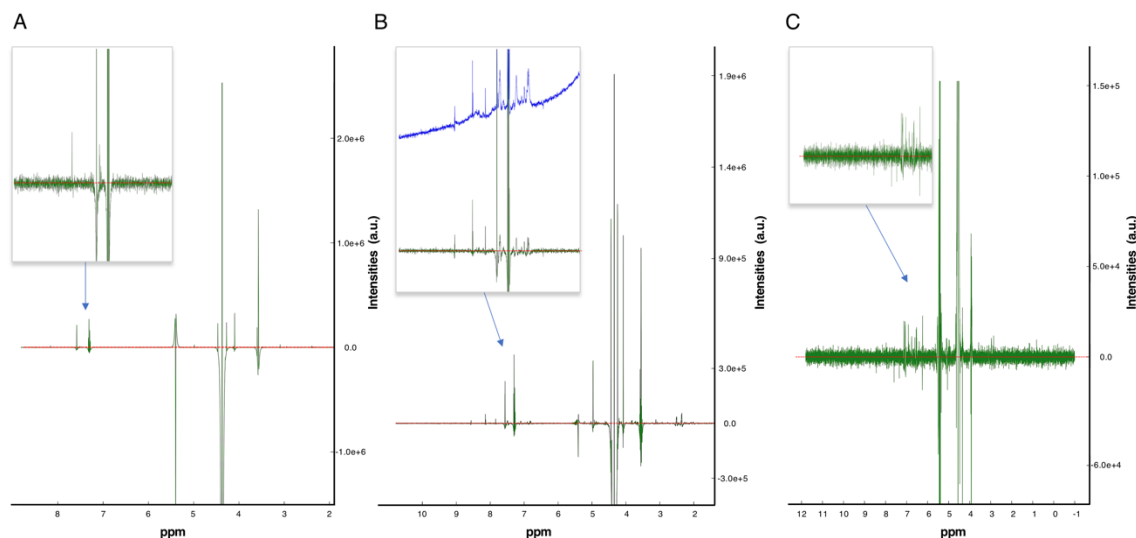 A
2.0e+6
1.0e+6
0.0
-1.0e+6
Intensities (a.u.)
8 7 6 5 4 3 2
ppm
B
1.9e+6
1.4e+6
9.0e+5
3.0e+5
0.0
-3.0e+5
Intensities (a.u.)
10 9 8 7 6 5 4 3 2
ppm
C
1.5e+5
1.0e+5
5.0e+4
0.0
-6.0e+4
Intensities (a.u.)
12 11 10 9 8 7 6 5 4 3 2 1 0 -1
ppm